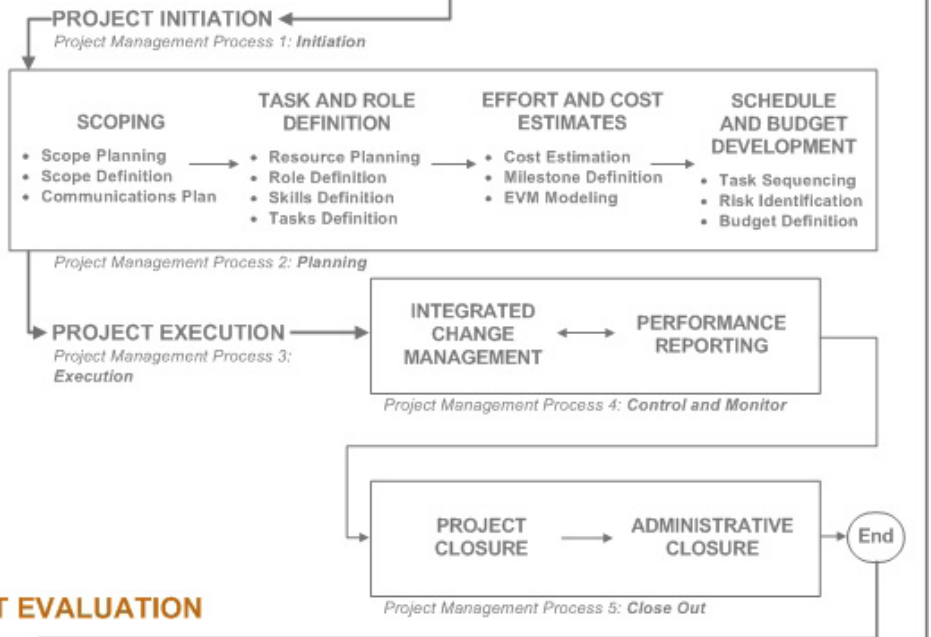 PROJECT INITIATION
Project Management Process 1: Initiation
SCOPING
• Scope Planning
• Scope Definition
• Communications Plan
TASK AND ROLE
DEFINITION
• Resource Planning
• Role Definition
• Skills Definition
• Tasks Definition
EFFORT AND COST
ESTIMATES
• Cost Estimation
• Milestone Definition
• EVM Modeling
SCHEDULE
AND BUDGET
DEVELOPMENT
• Task Sequencing
• Risk Identification
• Budget Definition
Project Management Process 2: Planning
PROJECT EXECUTION
Project Management Process 3:
Execution
INTEGRATED
CHANGE
MANAGEMENT
PERFORMANCE
REPORTING
Project Management Process 4: Control and Monitor
PROJECT
CLOSURE
ADMINISTRATIVE
CLOSURE
End
Project Management Process 5: Close Out
T EVALUATION